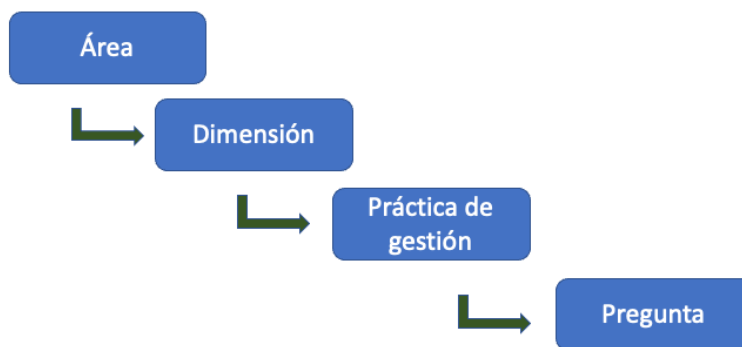 Área
Dimensión
Práctica de
gestión
Pregunta